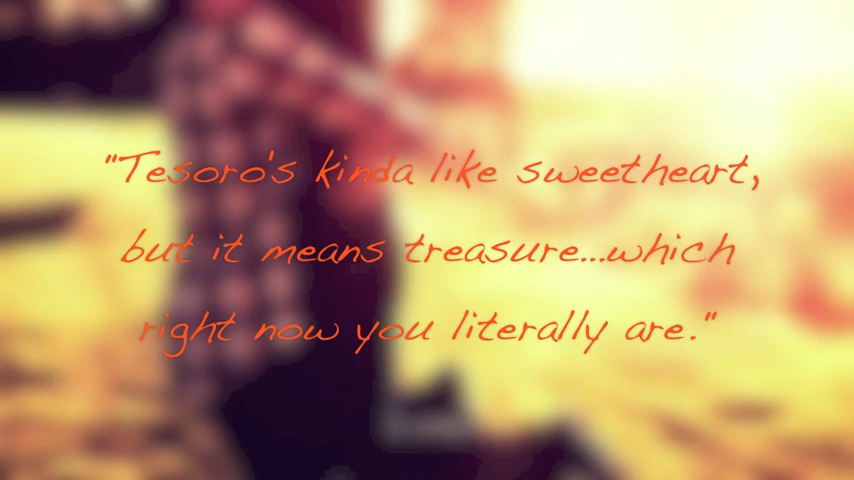 "Tesoro's kinda like sweetheart,
but it means treasure...which
right now you literally are."